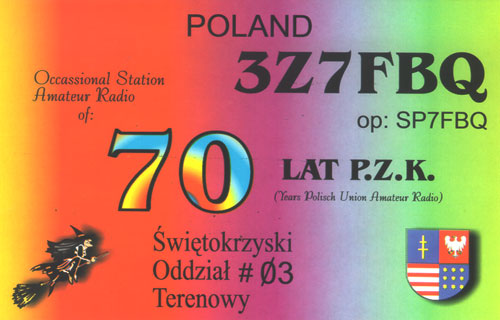 POLAND
3Z7FBQ
op: SP7FBQ
Occassional Station
Amateur Radio
of:
70
LAT P.Z.K.
(Years Polisch Union Amateur Radio)
Świętokrzyski
Oddział # Ø3
Terenowy